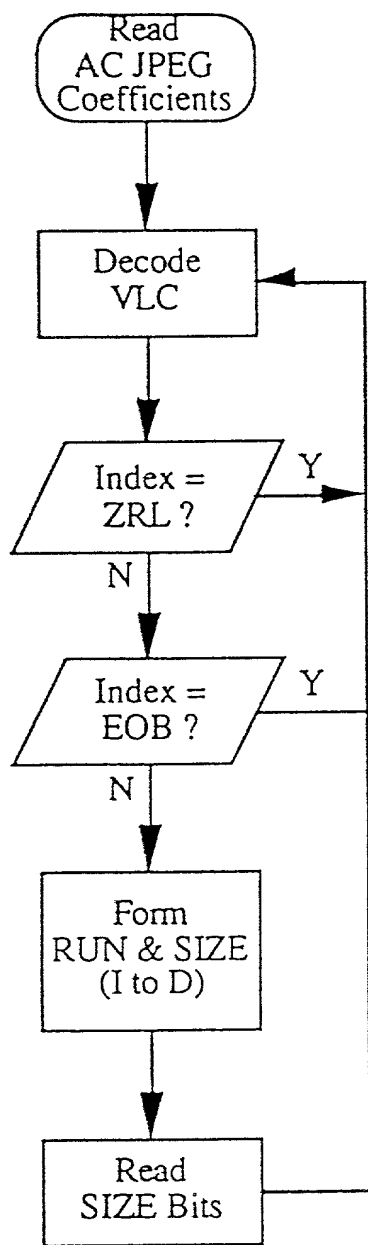 Read
AC JPEG
Coefficients
Decode
VLC
Index =
ZRL ?
Y
N
Index =
EOB ?
Y
N
Form
RUN & SIZE
(I to D)
Read
SIZE Bits